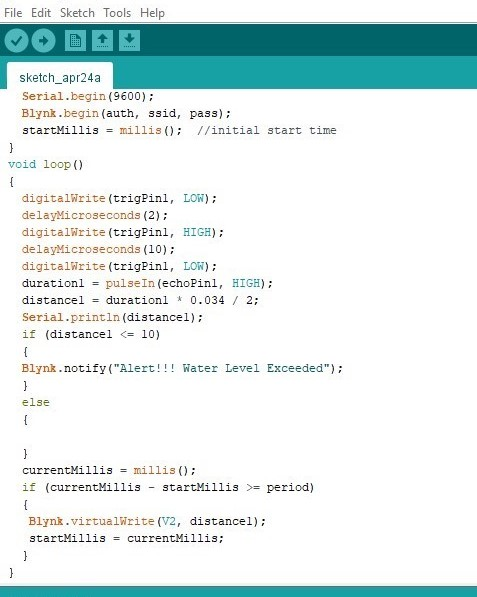 File Edit Sketch Tools Help
sketch_apr24a
Serial.begin(9600);
Blynk.begin(auth, ssid, pass);
startMillis = millis();  //initial start time
}
void loop()
{
digitalWrite(trigPin1, LOW);
delayMicroseconds(2);
digitalWrite(trigPin1, HIGH);
delayMicroseconds(10);
digitalWrite(trigPin1, LOW);
duration1 = pulseIn(echoPin1, HIGH);
distance1 = duration1 * 0.034 / 2;
Serial.println(distance1);
if (distance1 <= 10)
{
Blynk.notify("Alert!!! Water Level Exceeded");
}
else
{
}
currentMillis = millis();
if (currentMillis - startMillis >= period)
{
Blynk.virtualWrite(V2, distance1);
startMillis = currentMillis;
}
}